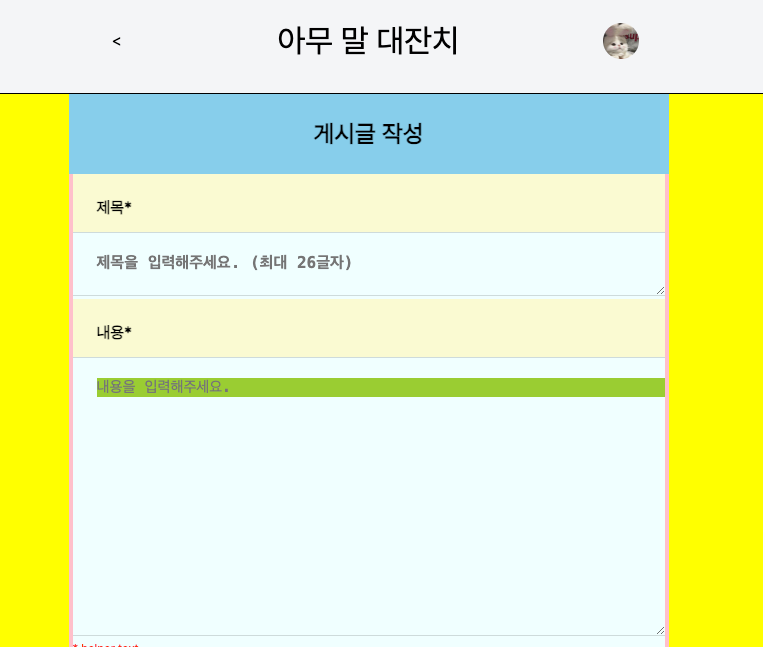 <
아무 말 대잔치
게시글 작성
제목*
제목을 입력해주세요. (최대 26글자)
내용*
내용을 입력해주세요.
* helper text